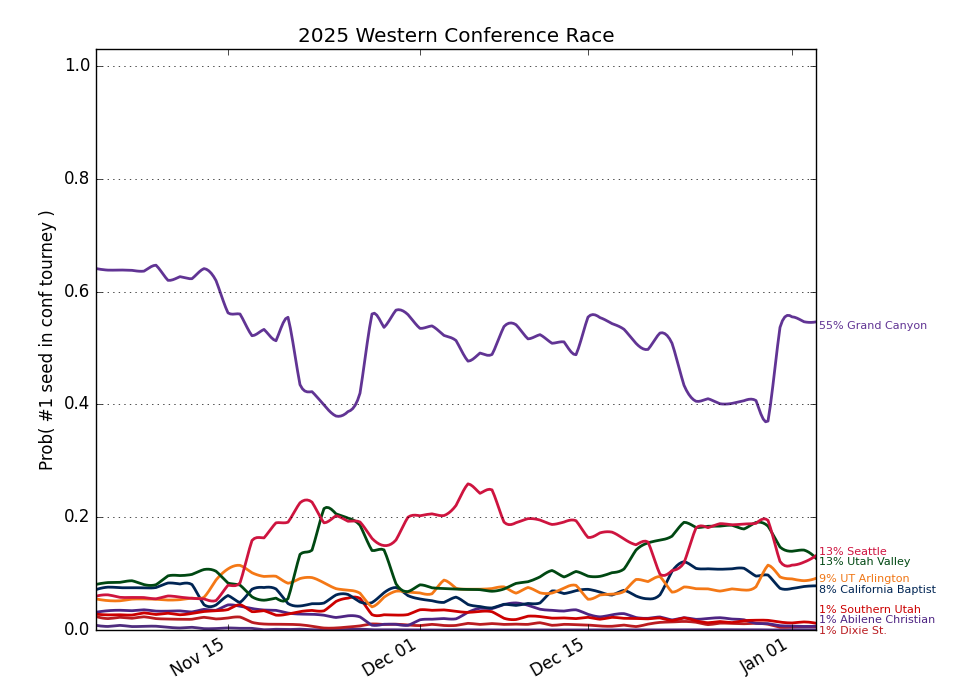 2025 Western Conference Race
Prob( #1 seed in conf tourney )
1.0
0.8
0.6
0.4
0.2
0.0
Nov 15
Dec 01
Dec 15
Jan 01
55% Grand Canyon
13% Seattle
13% Utah Valley
9% UT Arlington
8% California Baptist
1% Southern Utah
1% Abilene Christian
1% Dixie St.